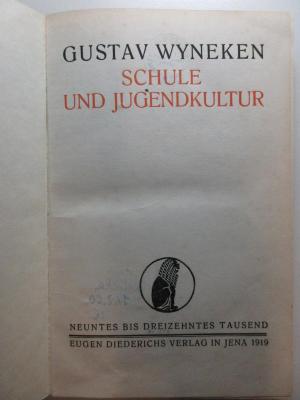 GUSTAV WYNEKEN
SCHULE
UND JUGENDKULTUR
NEUNTES BIS DREIZEHNTES TAUSEND
EUGEN DIEDERICHS VERLAG IN JENA 1919